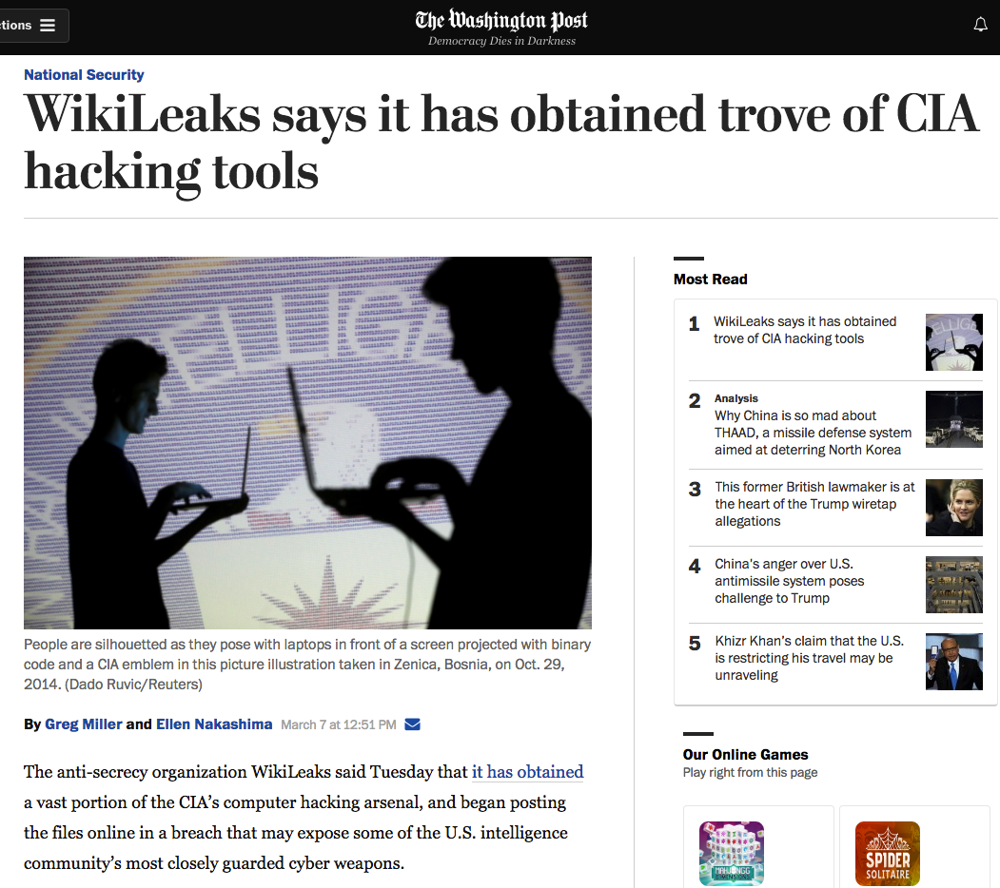 ctions
The Washington Post
Democracy Dies in Darkness
National Security
WikiLeaks says it has obtained trove of CIA
hacking tools
ELLIGE
People are silhouetted as they pose with laptops in front of a screen projected with binary
code and a CIA emblem in this picture illustration taken in Zenica, Bosnia, on Oct. 29,
2014. (Dado Ruvic/Reuters)
By Greg Miller and Ellen Nakashima March 7 at 12:51 PM
The anti-secrecy organization WikiLeaks said Tuesday that it has obtained
a vast portion of the CIA’s computer hacking arsenal, and began posting
the files online in a breach that may expose some of the U.S. intelligence
community’s most closely guarded cyber weapons.
Most Read
1 WikiLeaks says it has obtained
trove of CIA hacking tools
ELLIGE
2 Analysis
Why China is so mad about
THAAD, a missile defense system
aimed at deterring North Korea
3 This former British lawmaker is at
the heart of the Trump wiretap
allegations
4 China's anger over U.S.
antimissile system poses
challenge to Trump
5 Khizr Khan’s claim that the U.S.
is restricting his travel may be
unraveling
Our Online Games
Play right from this page
MAHJONGG
DIMENSIONS
SPIDER
SOLITAIRE